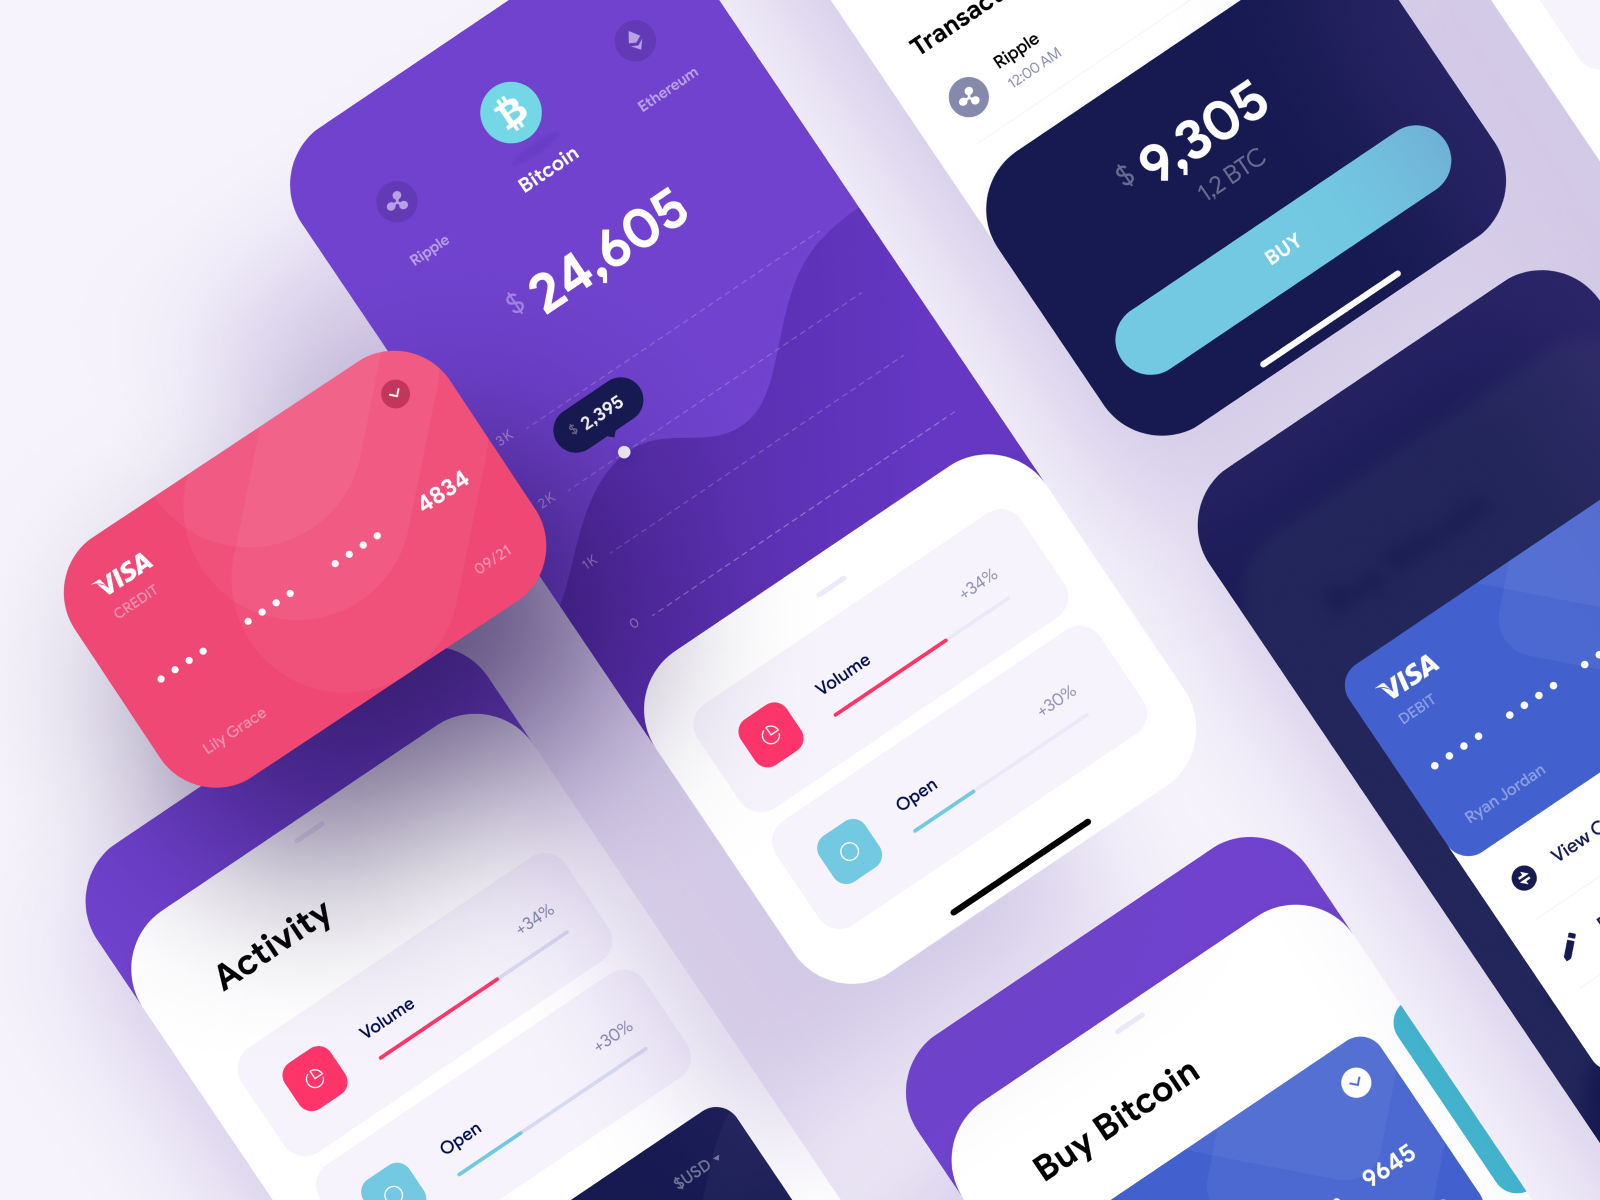 Ethereum
Bitcoin
Ripple
$ 24,605
$ 2,395
3K
2K
1K
0
Volume
+34%
Open
+30%
VISA
CREDIT
4834
09/21
Lily Grace
Activity
Volume
+34%
Open
+30%
$USD
Ripple
12:00 AM
$ 9,305
1,2 BTC
BUY
VISA
DEBIT
Ryan Jordan
View
Buy Bitcoin
9645